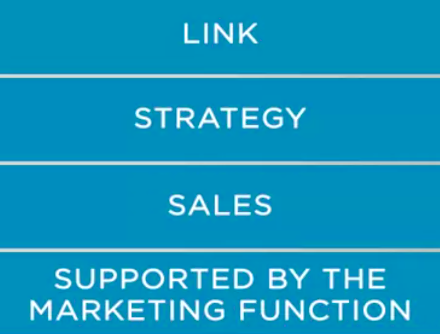 LINK
STRATEGY
SALES
SUPPORTED BY THE
MARKETING FUNCTION